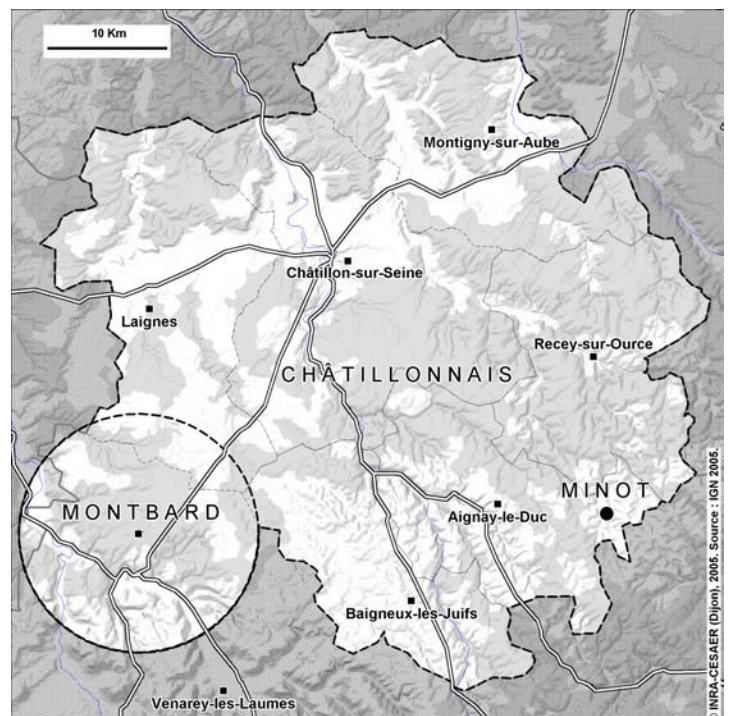 10 Km
Montigny-sur-Aube
Châtillon-sur-Seine
Laignes
Recey-sur-Ource
CHÂTILLONNAIS
MONTBARD
MINOT
Aignay-le-Duc
Baigneux-les-Juifs
Venarey-les-Laumes
© INRA-CESAER (Dijon), 2005. Source : IGN 2005.